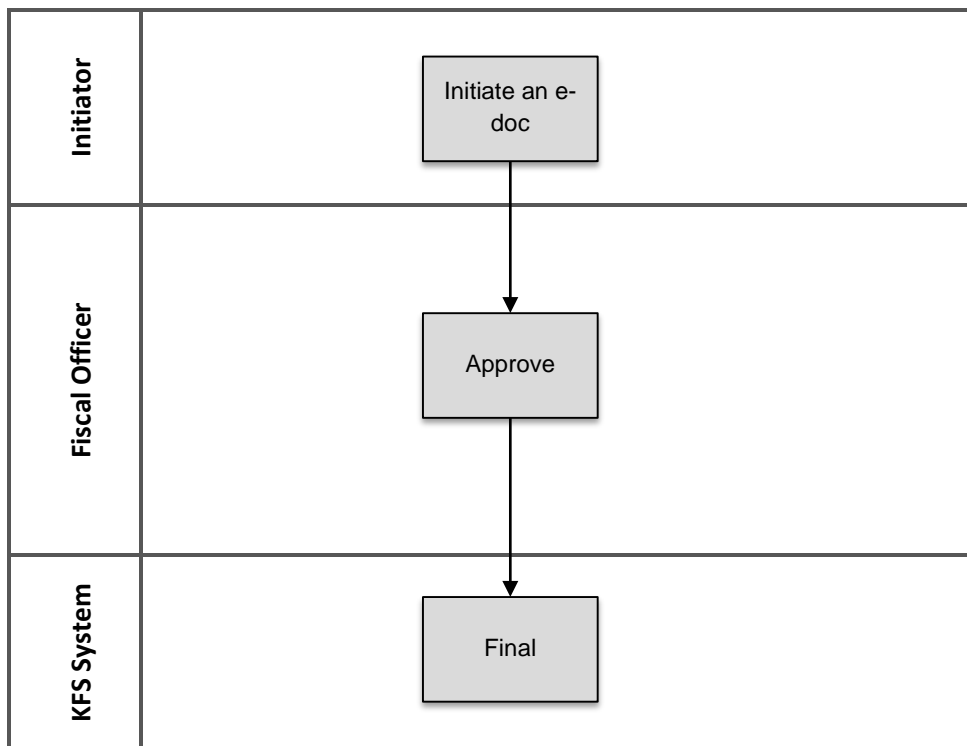 Initiator
Initiate an e-
doc
Fiscal Officer
Approve
KFS System
Final